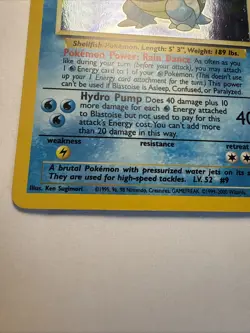 Shellfish Pokémon. Length: 5' 3", Weight: 189 lbs.
Pokémon Power: Rain Dance As often as you
like during your turn (before your attack), you may attach
1 Energy card to 1 of your Pokémon. (This doesn't use
up your 1 Energy card attachment for the turn.) This power
can't be used if Blastoise is Asleep, Confused, or Paralyzed.
Hydro Pump Does 40 damage plus 10
more damage for each Energy attached
to Blastoise but not used to pay for this
attack's Energy cost. You can't add more
than 20 damage in this way.
40
weakness
resistance
retreat
A brutal Pokémon with pressurized water jets on its
They are used for high-speed tackles. LV. 52 #9
Illus. Ken Sugimori
©1995, 96, 98 Nintendo, Creatures, GAMEFREAK. ©1999-2000 Wizards